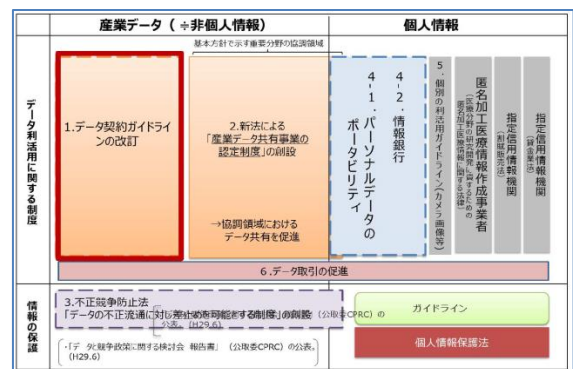 産業データ（ ÷非個人情報）
個人情報
基本方針で示す重要分野の協調領域
データ利活用に関する制度
1.データ契約ガイドラ
インの改訂
2.新法による
「産業データ共有事業の
認定制度」の創設
→協調領域における
データ共有を促進
4-1．パーソナルデータの
ポータビリティ
4-2．情報銀行
5．個別の利活用ガイドライン(カメラ画像等)
匿名加工医療情報作成事業者
(医療分野の研究開発に資するための
匿名加工医療情報に関する法律)
指定信用情報機関
(割賦販売法)
指定信用情報機関
(貸金業法)
6.データ取引の促進
情報の保護
3.不正競争防止法
「データの不正流通に対し差止めを可能とする制度」の創設
（公取委CPRC）の
公表。(H29.6)
・「データと競争政策に関する検討会 報告書」（公取委CPRC）の公表。
(H29.6)
ガイドライン
個人情報保護法